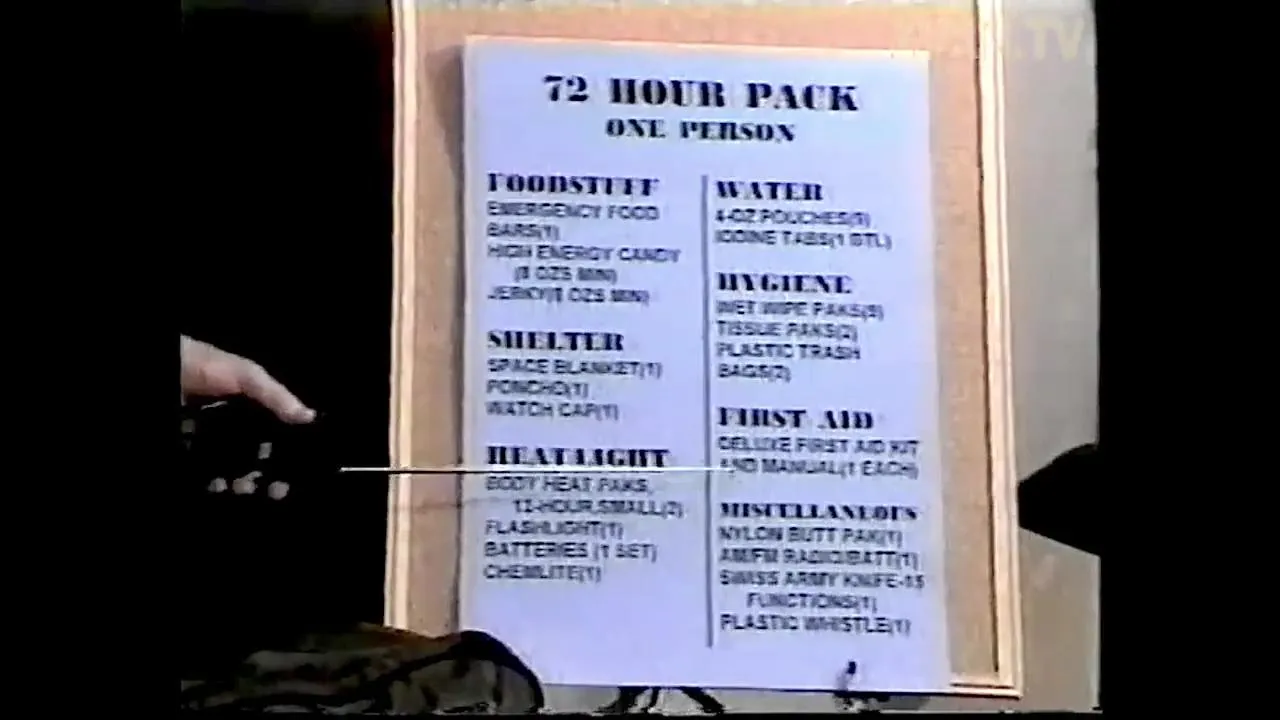 72 HOUR PACK
ONE PERSON
FOODSTUFF
EMERGENCY FOOD
BARS(1)
HIGH ENERGY CANDY
(8 OZS MIN)
JERKY(8 OZS MIN)
SHELTER
SPACE BLANKET(1)
PONCHO(1)
WATCH CAP(1)
HEAT/LIGHT
BODY HEAT PAKS,
12-HOUR,SMALL(2)
FLASHLIGHT(1)
BATTERIES (1 SET)
CHEMLITE(1)
WATER
4-OZ POUCHES(9)
IODINE TABS(1 BTL)
HYGIENE
WET WIPE PAKS(9)
TISSUE PAKS(2)
PLASTIC TRASH
BAGS(2)
FIRST AID
DELUXE FIRST AID KIT
AND MANUAL(1 EACH)
MISCELLANEOUS
NYLON BUTT PAK(1)
AM/FM RADIO/BATT(1)
SWISS ARMY KNIFE-15
FUNCTIONS(1)
PLASTIC WHISTLE(1)